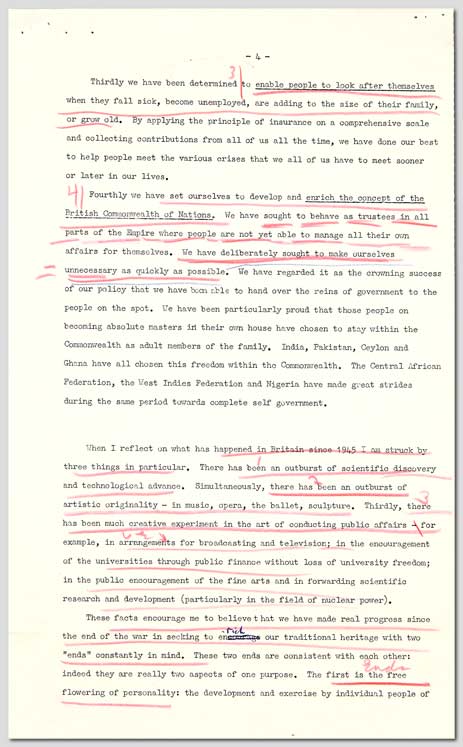 - 4 -
3
Thirdly we have been determined to enable people to look after themselves
when they fall sick, become unemployed, are adding to the size of their family,
or grow old. By applying the principle of insurance on a comprehensive scale
and collecting contributions from all of us all the time, we have done our best
to help people meet the various crises that we all of us have to meet sooner
or later in our lives.
4
Fourthly we have set ourselves to develop and enrich the concept of the
British Commonwealth of Nations. We have sought to behave as trustees in all
parts of the Empire where people are not yet able to manage all their own
affairs for themselves. We have deliberately sought to make ourselves
unnecessary as quickly as possible. We have regarded it as the crowning success
of our policy that we have been able to hand over the reins of government to the
people on the spot. We have been particularly proud that those people on
becoming absolute masters in their own house have chosen to stay within the
Commonwealth as adult members of the family. India, Pakistan, Ceylon and
Ghana have all chosen this freedom within the Commonwealth. The Central African
Federation, the West Indies Federation and Nigeria have made great strides
during the same period towards complete self government.
When I reflect on what has happened in Britain since 1945 I am struck by
three things in particular. There has been an outburst of scientific discovery
and technological advance. Simultaneously, there has been an outburst of
artistic originality - in music, opera, the ballet, sculpture. Thirdly, there
has been much creative experiment in the art of conducting public affairs - for
example, in arrangements for broadcasting and television; in the encouragement
of the universities through public finance without loss of university freedom;
in the public encouragement of the fine arts and in forwarding scientific
research and development (particularly in the field of nuclear power).
These facts encourage me to believe that we have made real progress since
the end of the war in seeking to enrich our traditional heritage with two
"ends" constantly in mind. These two ends are consistent with each other:
Ends
indeed they are really two aspects of one purpose. The first is the free
flowering of personality: the development and exercise by individual people of